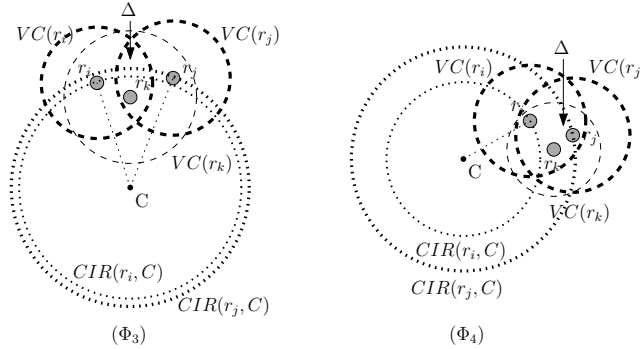 Δ
VC(r_i)
VC(r_j)
r_i
r_j
r_k
VC(r_k)
C
CIR(r_i, C)
CIR(r_j, C)
(Φ_3)
Δ
VC(r_i)
VC(r_j
r_j
r_k
C
VC(r_k)
CIR(r_i, C)
CIR(r_j, C)
(Φ_4)